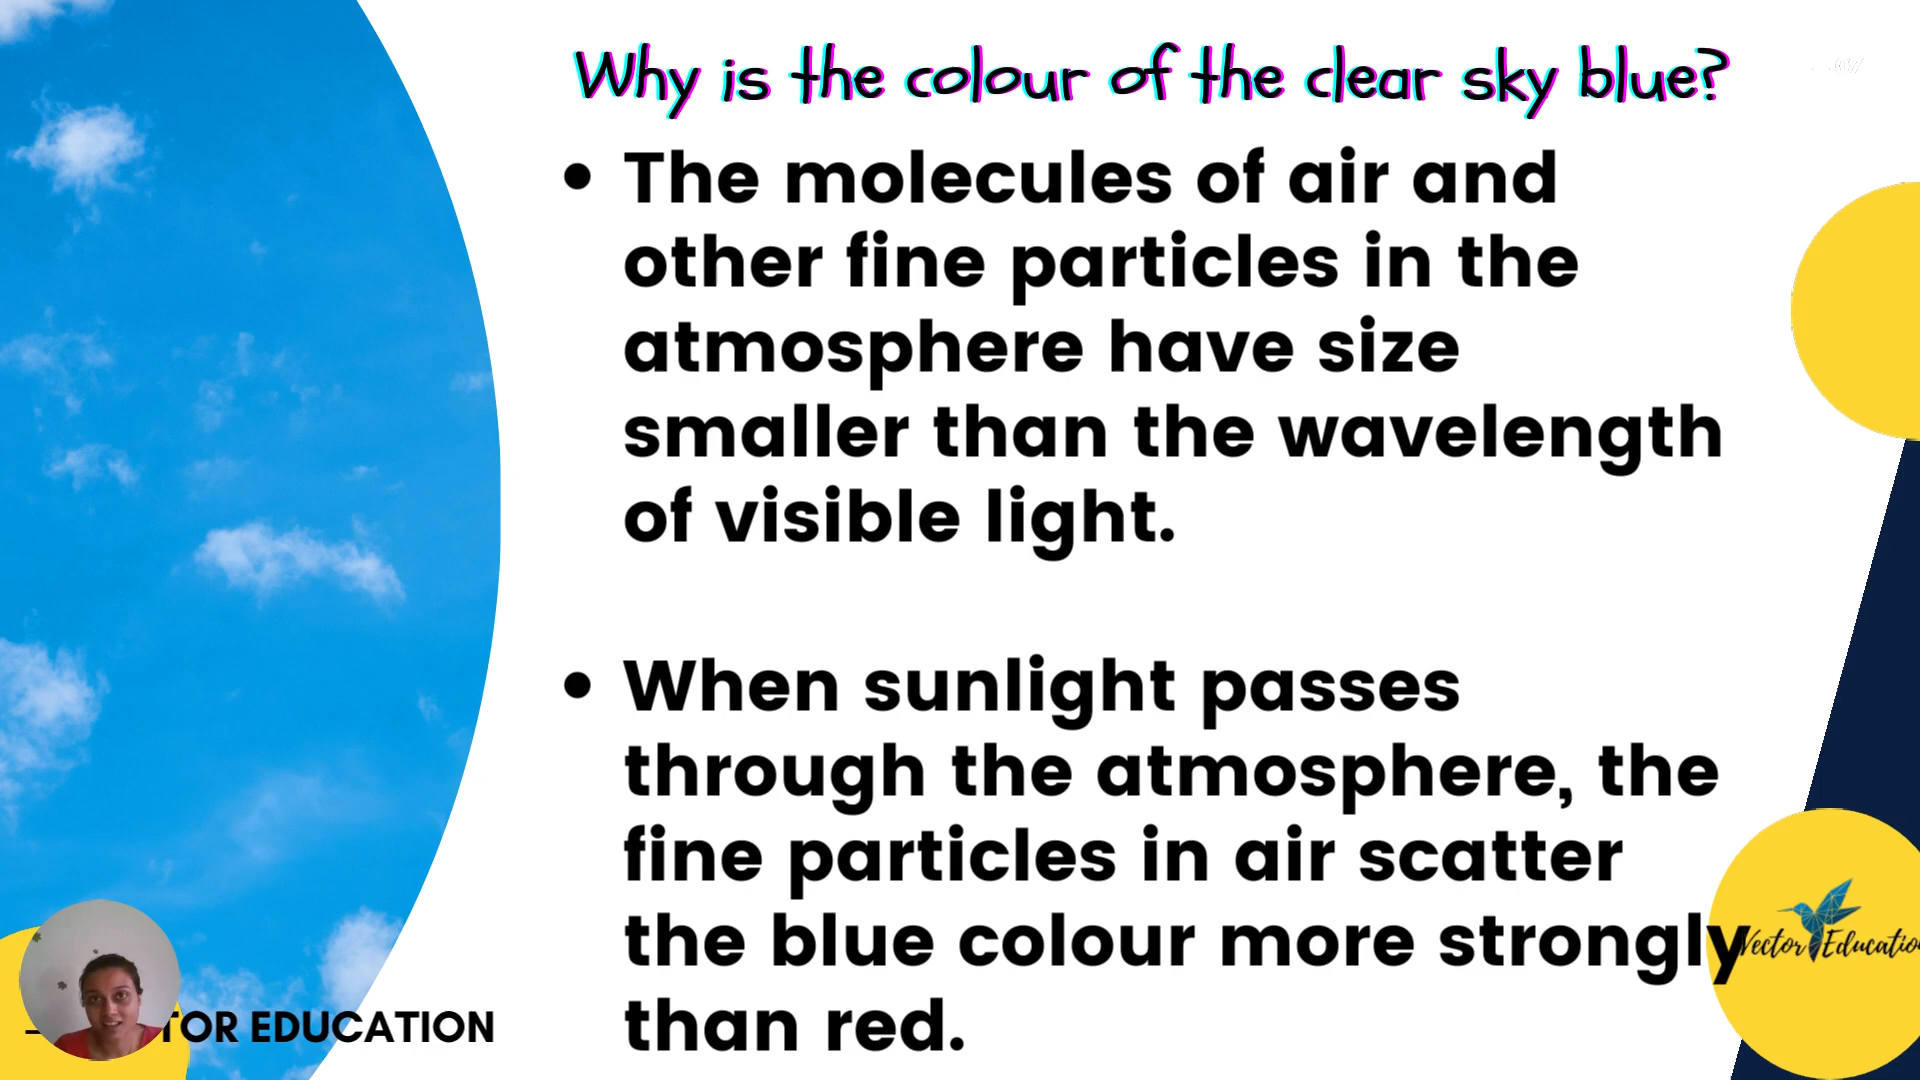 Why is the colour of the clear sky blue?
• The molecules of air and
other fine particles in the
atmosphere have size
smaller than the wavelength
of visible light.
• When sunlight passes
through the atmosphere, the
fine particles in air scatter
the blue colour more strongly
than red.
Vector Educatio
TOR EDUCATION